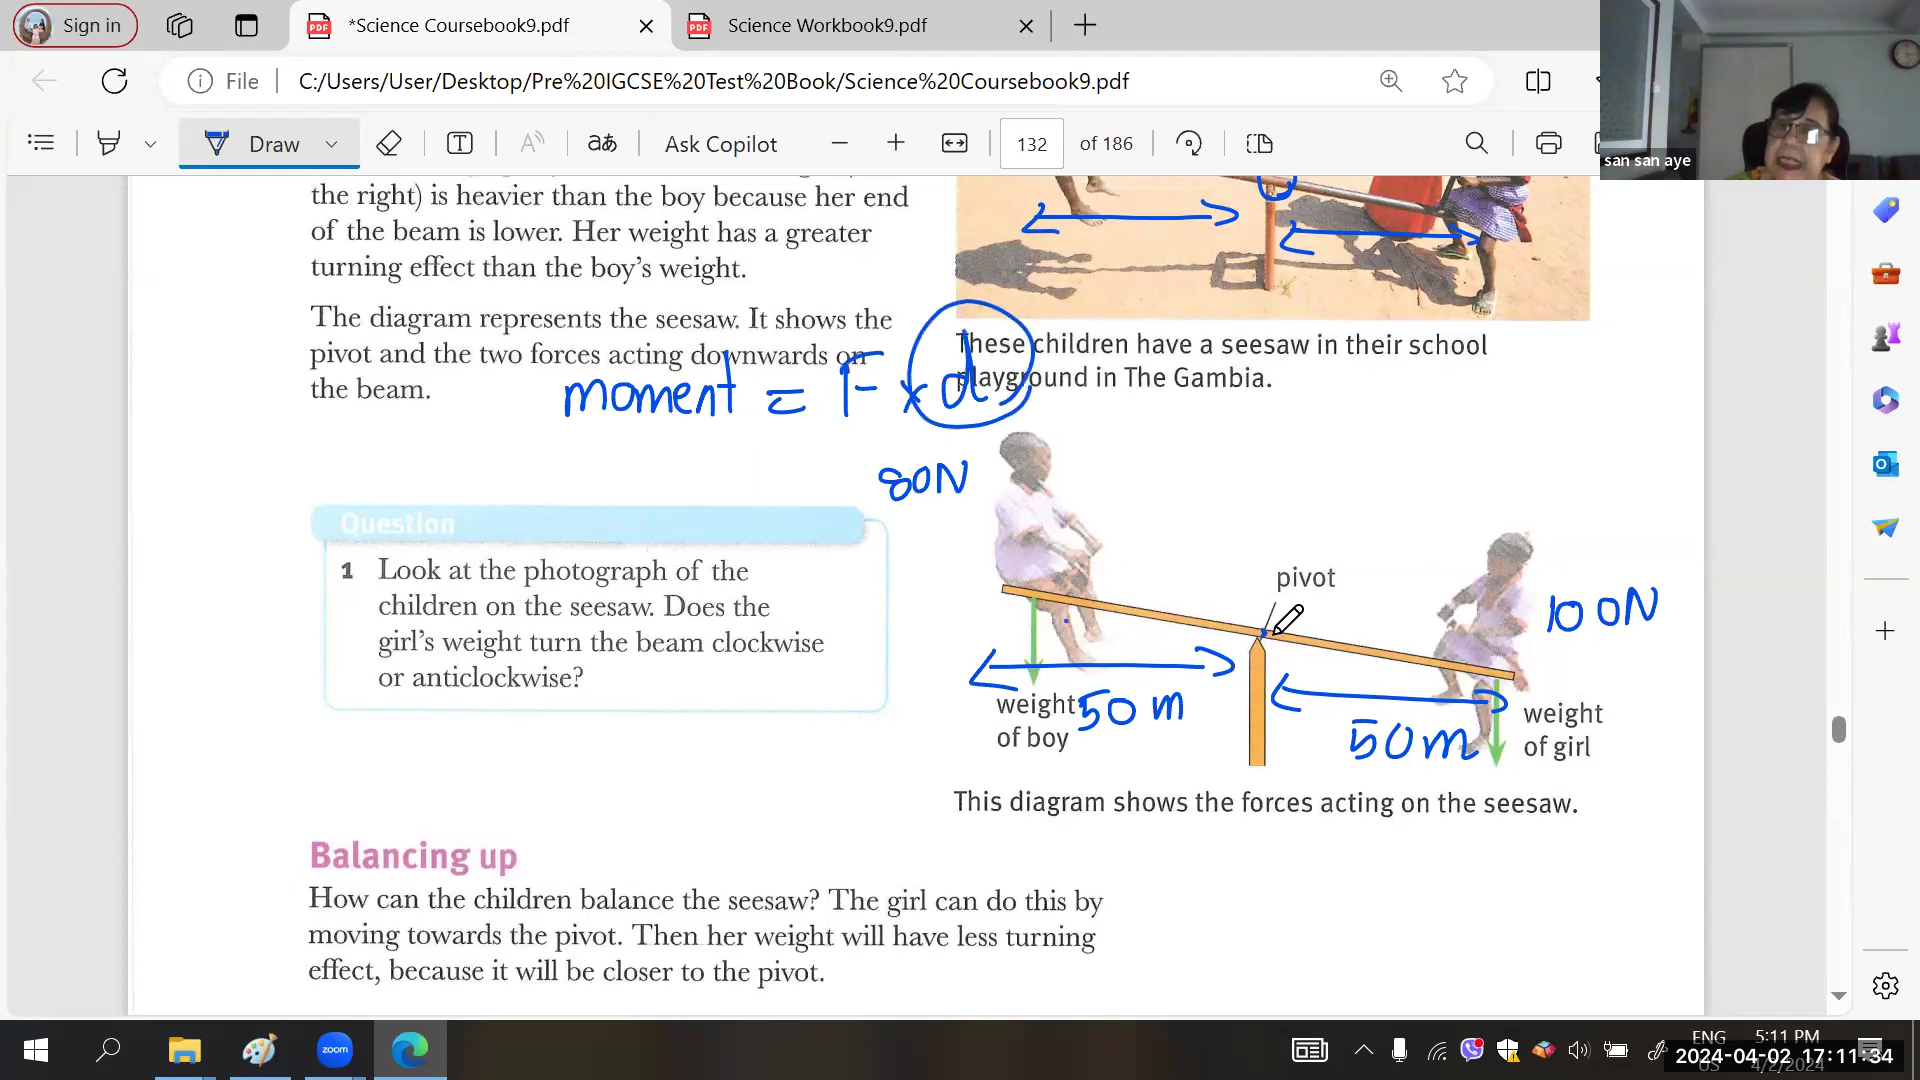 Sign in
*Science Coursebook9.pdf
Science Workbook9.pdf
File
C:/Users/User/Desktop/Pre%20IGCSE%20Test%20Book/Science%20Coursebook9.pdf
Draw
Ask Copilot
132
of 186
san san aye
the right) is heavier than the boy because her end
of the beam is lower. Her weight has a greater
turning effect than the boy's weight.
The diagram represents the seesaw. It shows the
pivot and the two forces acting downwards on
the beam.
moment = F × d
These children have a seesaw in their school
playground in The Gambia.
80N
Question
1 Look at the photograph of the
children on the seesaw. Does the
girl's weight turn the beam clockwise
or anticlockwise?
pivot
100N
weight
of boy
50 m
50m
weight
of girl
This diagram shows the forces acting on the seesaw.
Balancing up
How can the children balance the seesaw? The girl can do this by
moving towards the pivot. Then her weight will have less turning
effect, because it will be closer to the pivot.
zoom
ENG
5:11 PM
4/2/2024
2024-04-02 17:11:34